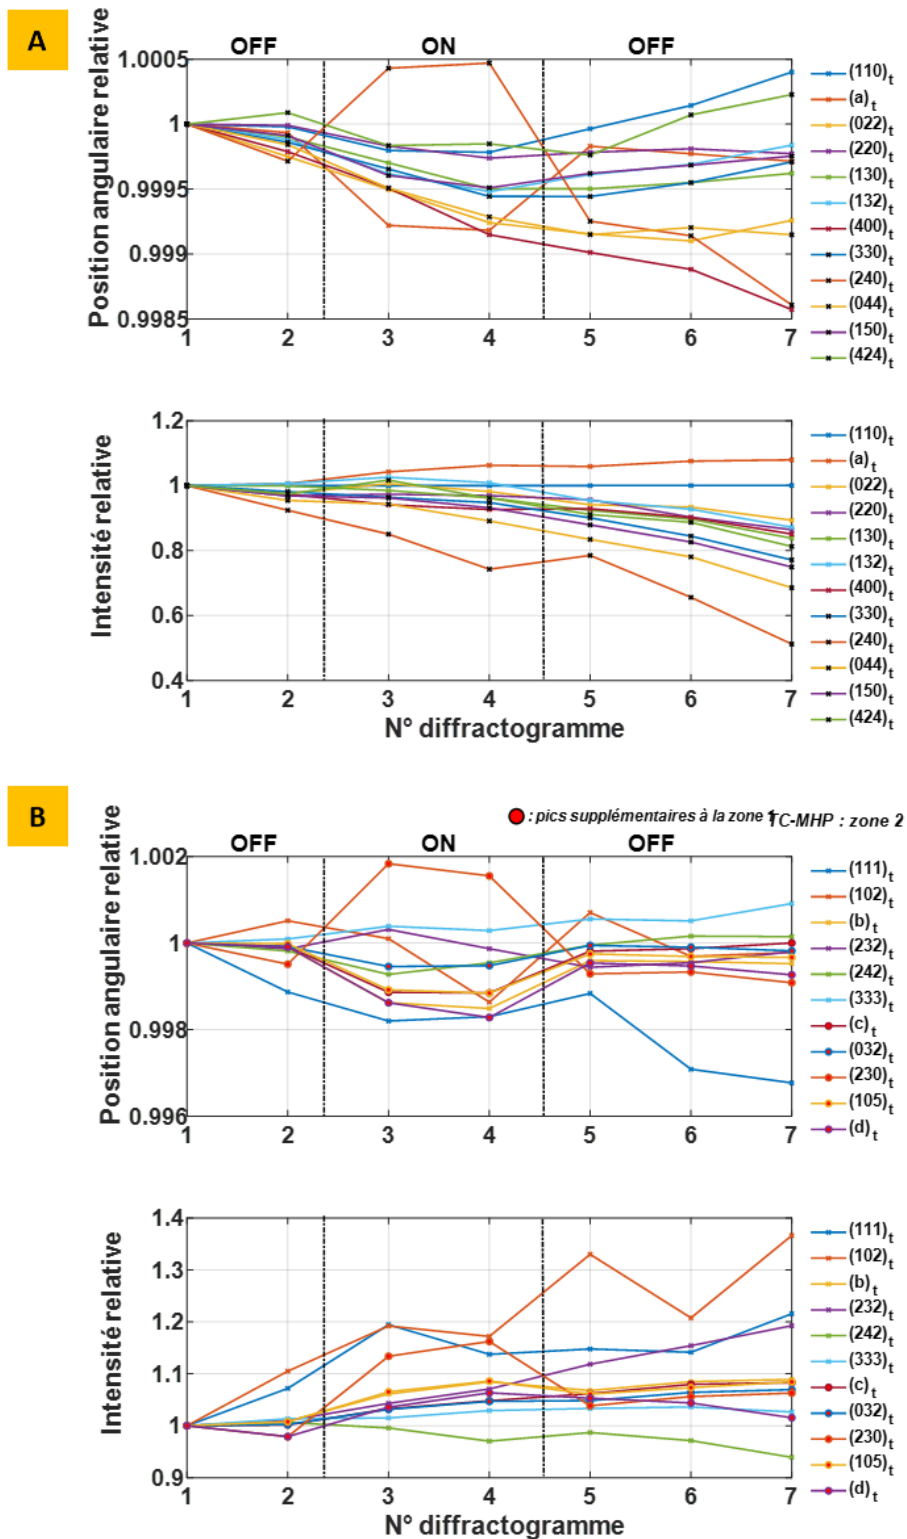 A
OFF ON OFF
Position angulaire relative
1.0005
1
0.9995
0.999
0.9985
1 2 3 4 5 6 7
(110)t
(a)t
(022)t
(220)t
(130)t
(132)t
(400)t
(330)t
(240)t
(044)t
(150)t
(424)t
Intensité relative
1.2
1
0.8
0.6
0.4
1 2 3 4 5 6 7
N° diffractogramme
(110)t
(a)t
(022)t
(220)t
(130)t
(132)t
(400)t
(330)t
(240)t
(044)t
(150)t
(424)t
B
: pics supplémentaires à la zone 1
TC-MHP : zone 2
OFF ON OFF
Position angulaire relative
1.002
1
0.998
0.996
1 2 3 4 5 6 7
(111)t
(102)t
(b)t
(232)t
(242)t
(333)t
(c)t
(032)t
(230)t
(105)t
(d)t
Intensité relative
1.4
1.3
1.2
1.1
1
0.9
1 2 3 4 5 6 7
N° diffractogramme
(111)t
(102)t
(b)t
(232)t
(242)t
(333)t
(c)t
(032)t
(230)t
(105)t
(d)t